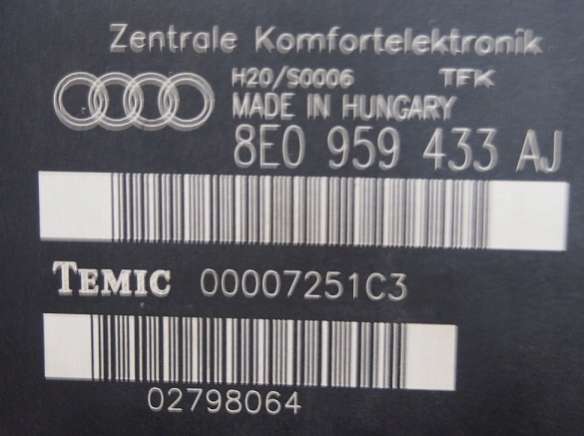 Zentrale Komfortelektronik
H20/S0006 TFK
MADE IN HUNGARY
8E0 959 433 AJ
TEMIC 00007251C3
02798064